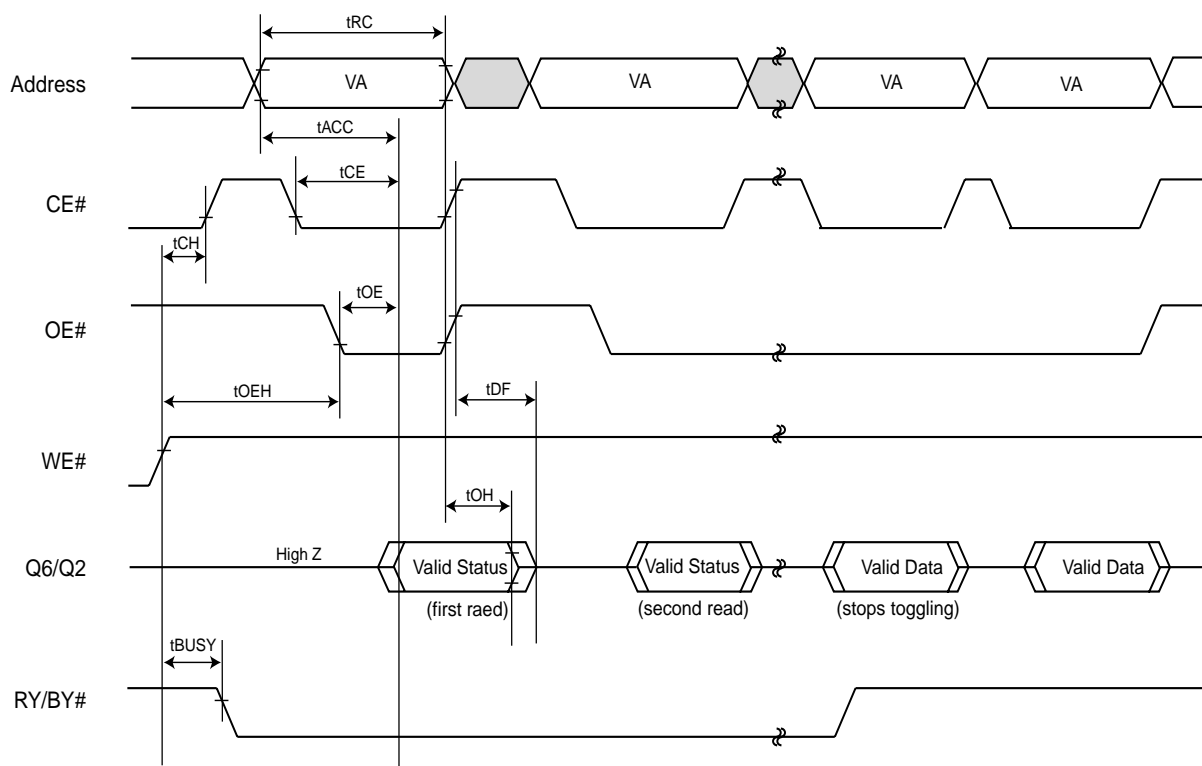 tRC
Address
VA
VA
VA
VA
tACC
tCE
CE#
tCH
tOE
OE#
tOEH
tDF
WE#
tOH
High Z
Q6/Q2
Valid Status
Valid Status
Valid Data
Valid Data
(first raed)
(second read)
(stops toggling)
tBUSY
RY/BY#